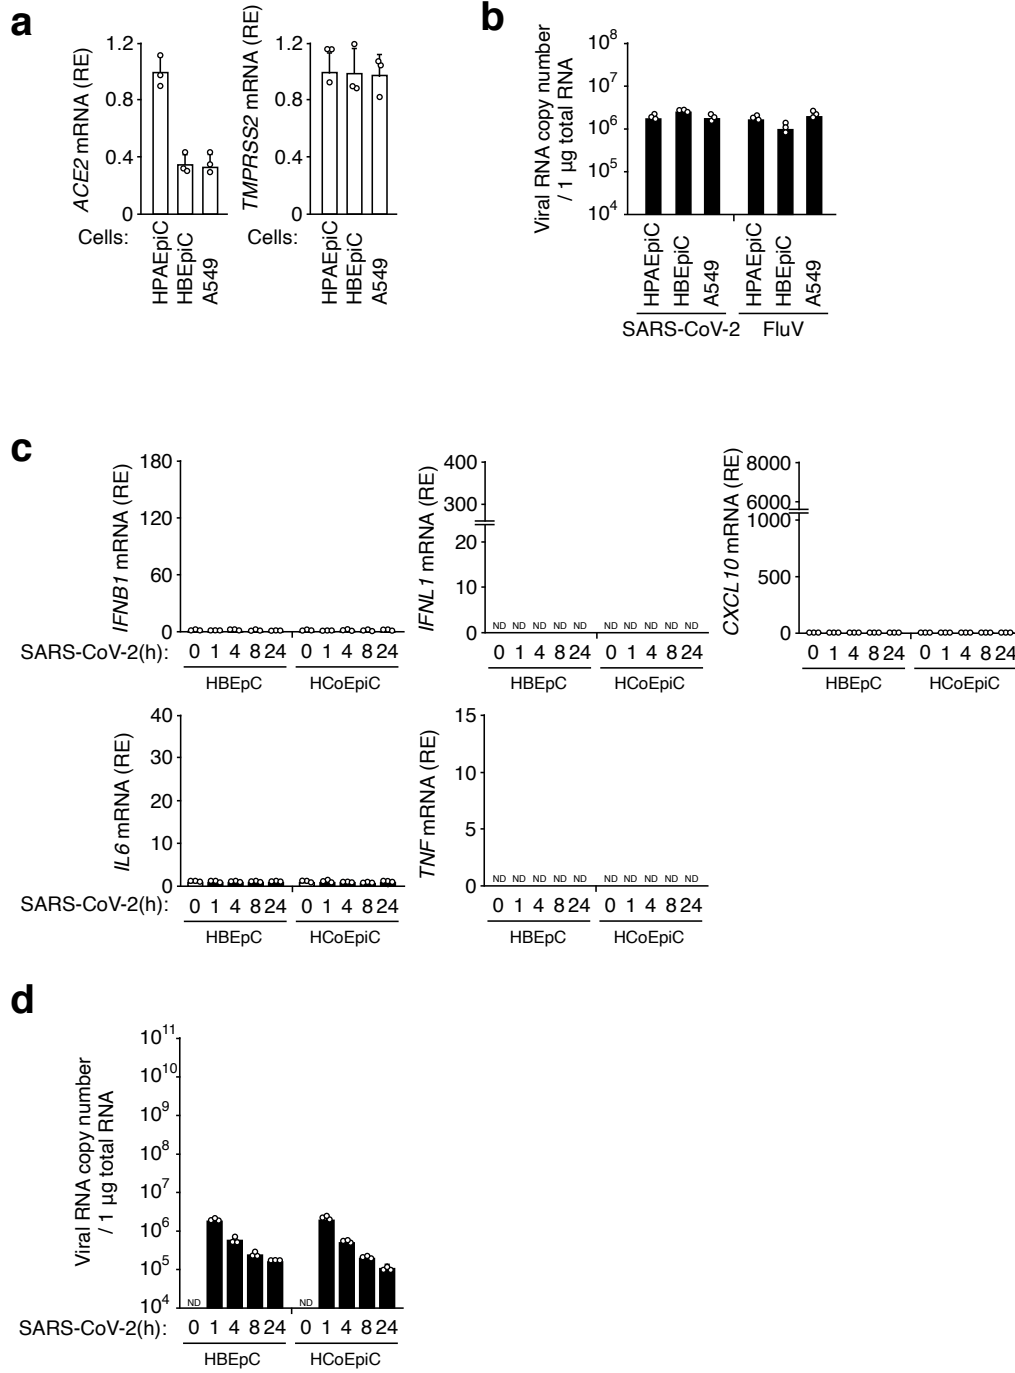 a
ACE2 mRNA (RE)
1.2
0.8
0.4
0
Cells:
HPAEpiC
HBEpiC
A549
TMPRSS2 mRNA (RE)
1.2
0.8
0.4
0
Cells:
HPAEpiC
HBEpiC
A549
b
Viral RNA copy number
/ 1 μg total RNA
10⁸
10⁷
10⁶
10⁵
10⁴
HPAEpiC
HBEpiC
A549
HPAEpiC
HBEpiC
A549
SARS-CoV-2 FluV
c
IFNB1 mRNA (RE)
180
120
60
0
SARS-CoV-2(h): 0 1 4 8 24 0 1 4 8 24
HBEpC HCoEpiC
IFNL1 mRNA (RE)
400
300
20
10
0
ND ND ND ND ND ND ND ND ND ND
0 1 4 8 24 0 1 4 8 24
HBEpC HCoEpiC
CXCL10 mRNA (RE)
8000
6000
1000
500
0
0 1 4 8 24 0 1 4 8 24
HBEpC HCoEpiC
IL6 mRNA (RE)
40
30
20
10
0
SARS-CoV-2(h): 0 1 4 8 24 0 1 4 8 24
HBEpC HCoEpiC
TNF mRNA (RE)
15
10
5
0
ND ND ND ND ND ND ND ND ND ND
0 1 4 8 24 0 1 4 8 24
HBEpC HCoEpiC
d
Viral RNA copy number
/ 1 μg total RNA
10¹¹
10¹⁰
10⁹
10⁸
10⁷
10⁶
10⁵
10⁴
ND ND
SARS-CoV-2(h): 0 1 4 8 24 0 1 4 8 24
HBEpC HCoEpiC